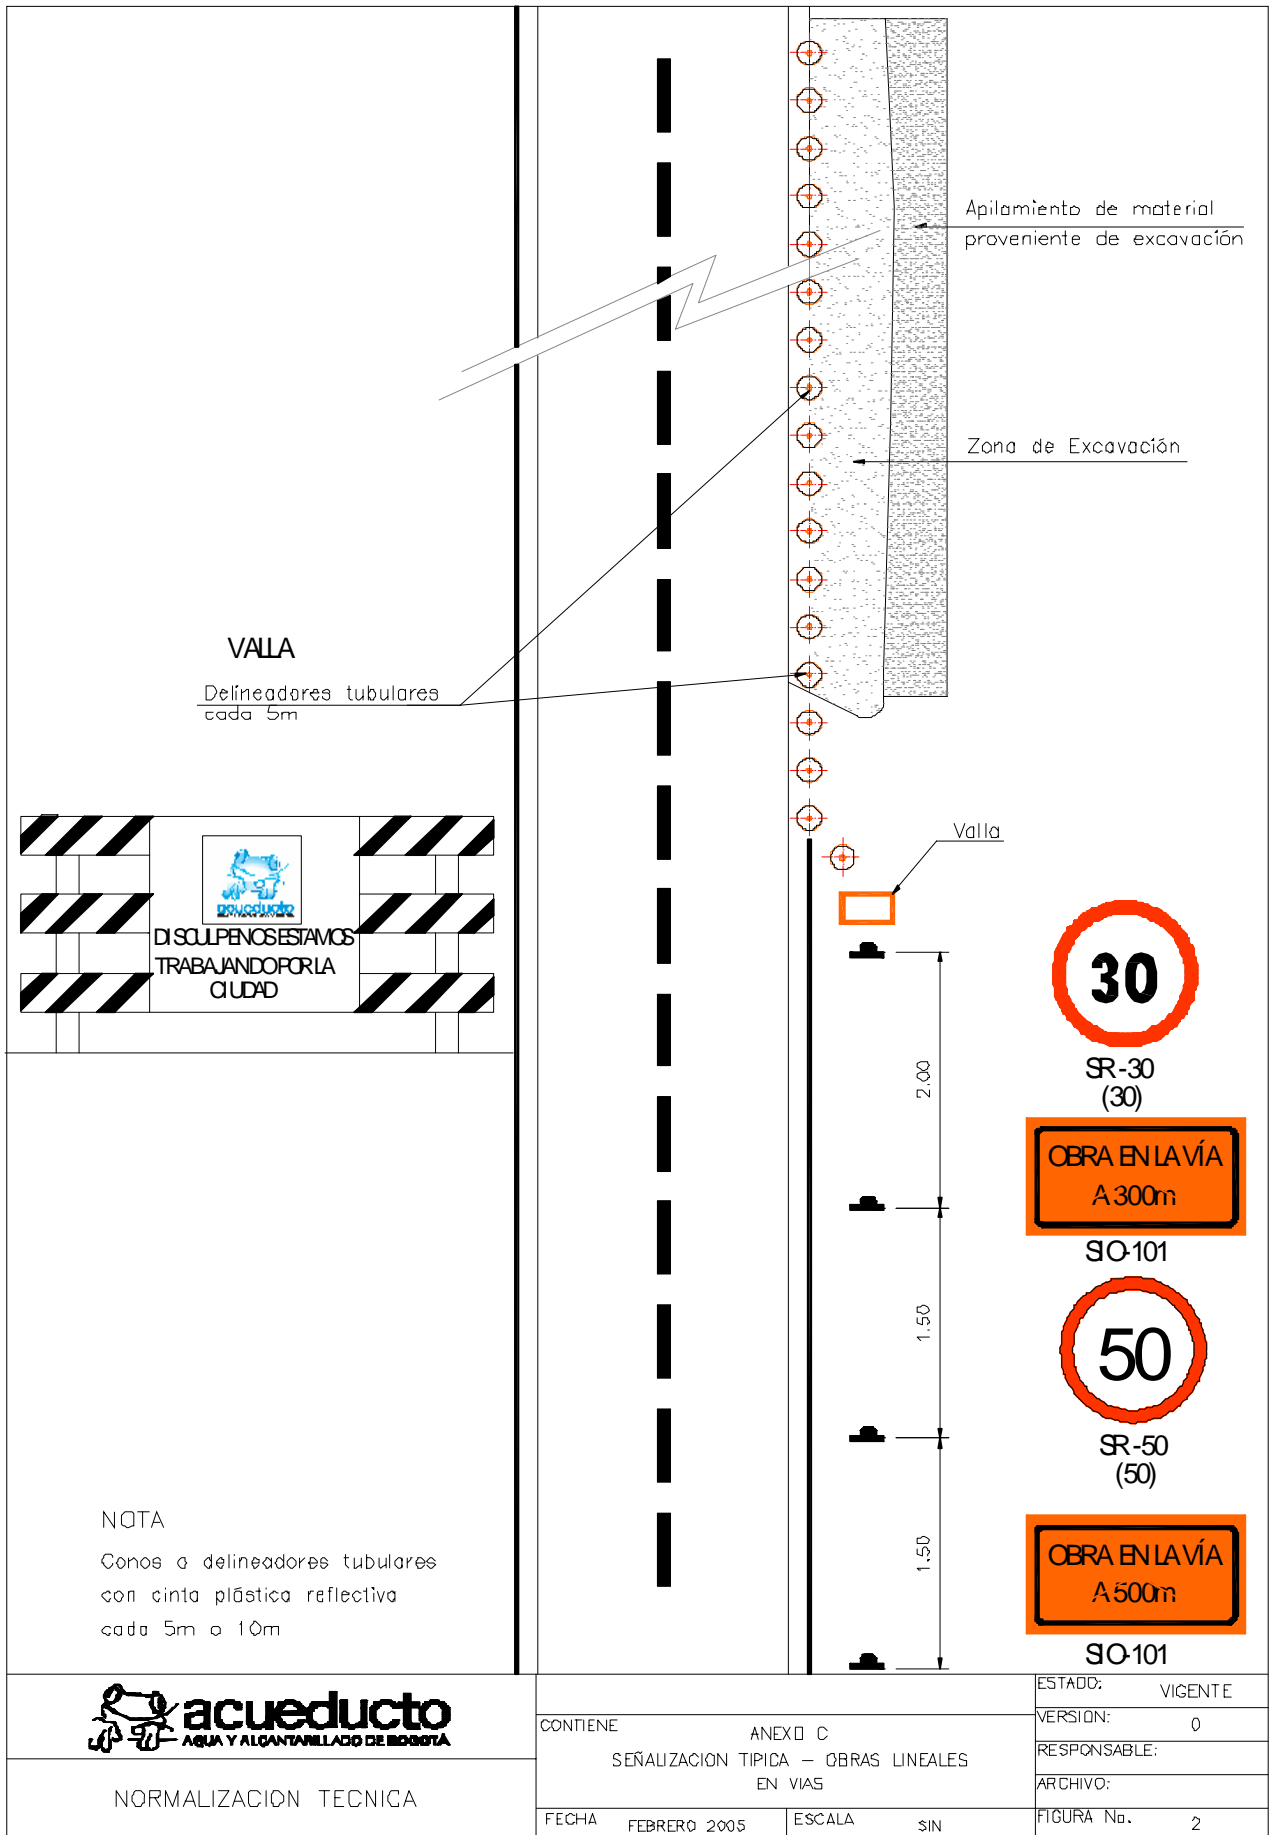 Apilamiento de material
proveniente de excavación
Zona de Excavación
VALLA
Delineadores tubulares
cada 5m
Valla
acueducto
DISCULPENOS ESTAMOS
TRABAJANDO POR LA
CIUDAD
30
SR-30
(30)
2.00
OBRA EN LA VÍA
A 300m
SIO-101
1.50
50
SR-50
(50)
1.50
OBRA EN LA VÍA
A 500m
SIO-101
NOTA
Conos o delineadores tubulares
con cinta plástica reflectiva
cada 5m o 10m
acueducto
AGUA Y ALCANTARILLADO DE BOGOTÁ
NORMALIZACION TECNICA
CONTIENE
ANEXO C
SEÑALIZACION TIPICA – OBRAS LINEALES
EN VIAS
FECHA FEBRERO 2005
ESCALA SIN
ESTADO: VIGENTE
VERSION: 0
RESPONSABLE:
ARCHIVO:
FIGURA No. 2